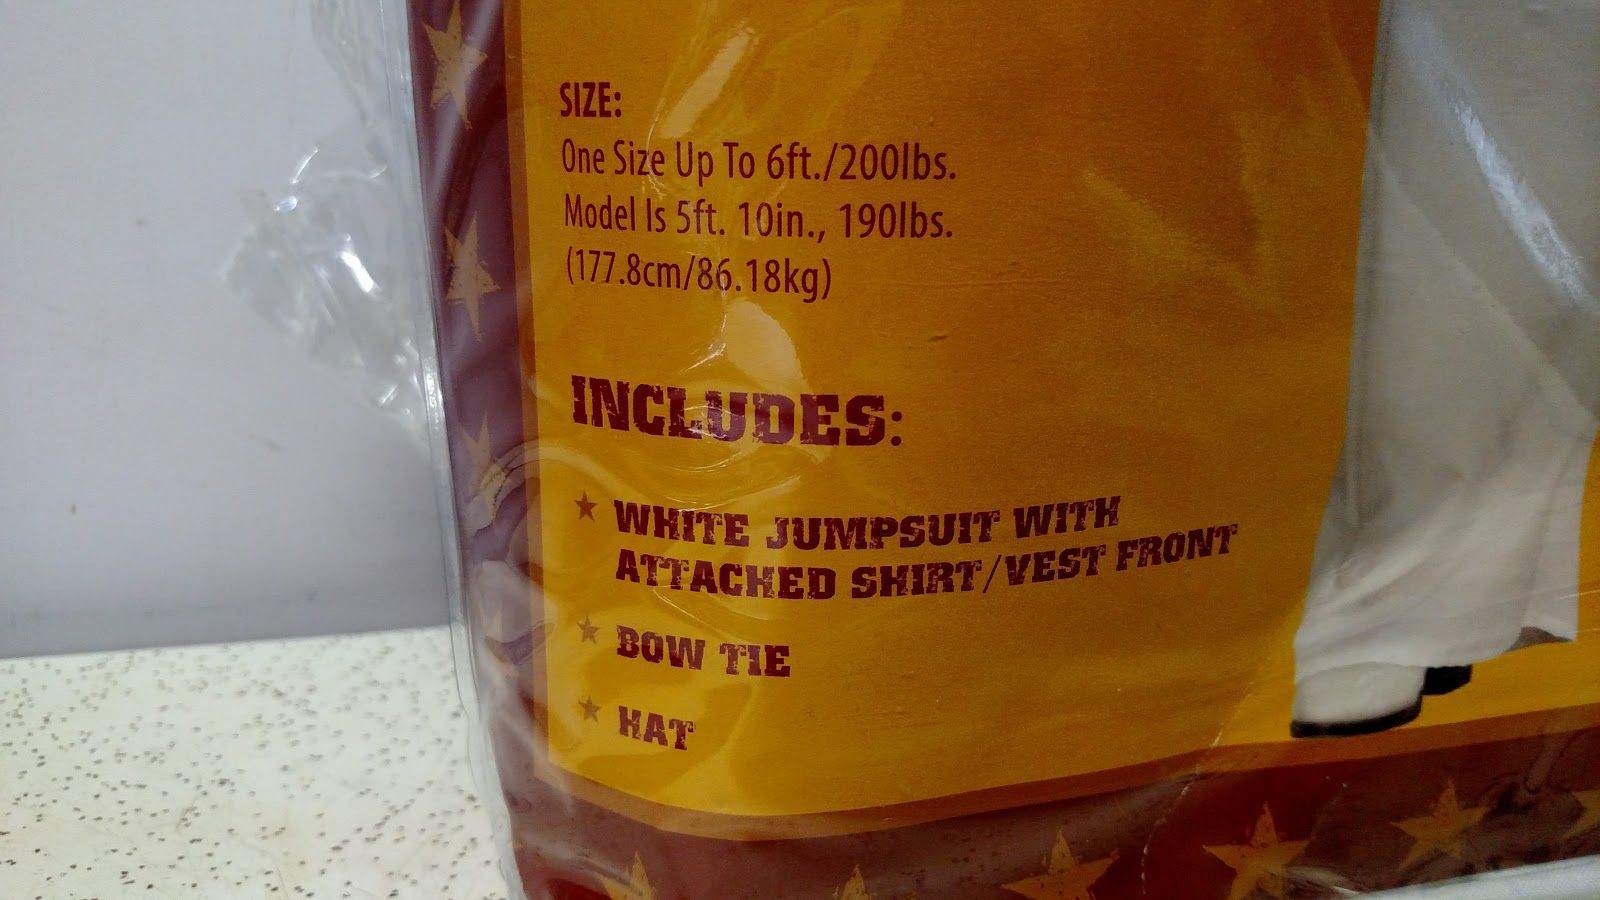 SIZE:
One Size Up To 6ft./200lbs.
Model Is 5ft. 10in., 190lbs.
(177.8cm/86.18kg)
INCLUDES:
WHITE JUMPSUIT WITH
ATTACHED SHIRT/VEST FRONT
BOW TIE
HAT